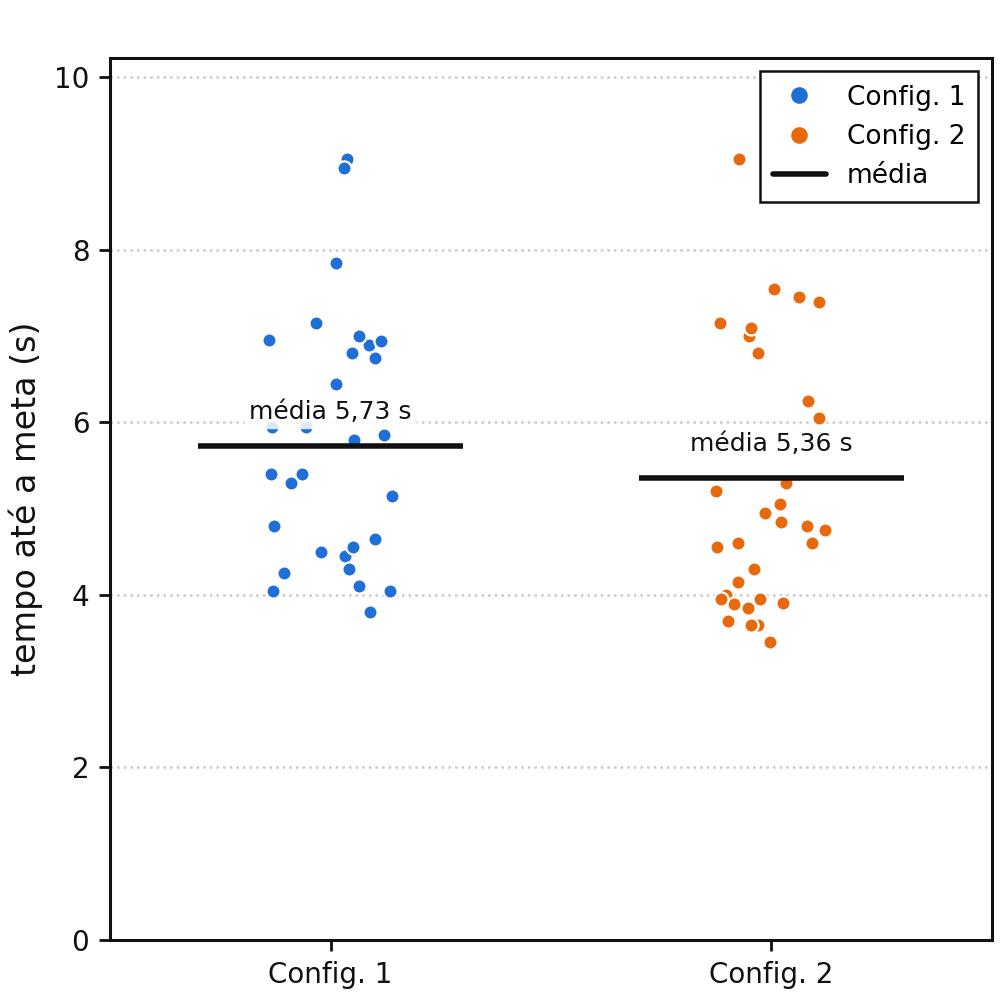 10
8
6
4
2
0
tempo até a meta (s)
Config. 1
Config. 2
média
média 5,73 s
média 5,36 s
Config. 1
Config. 2